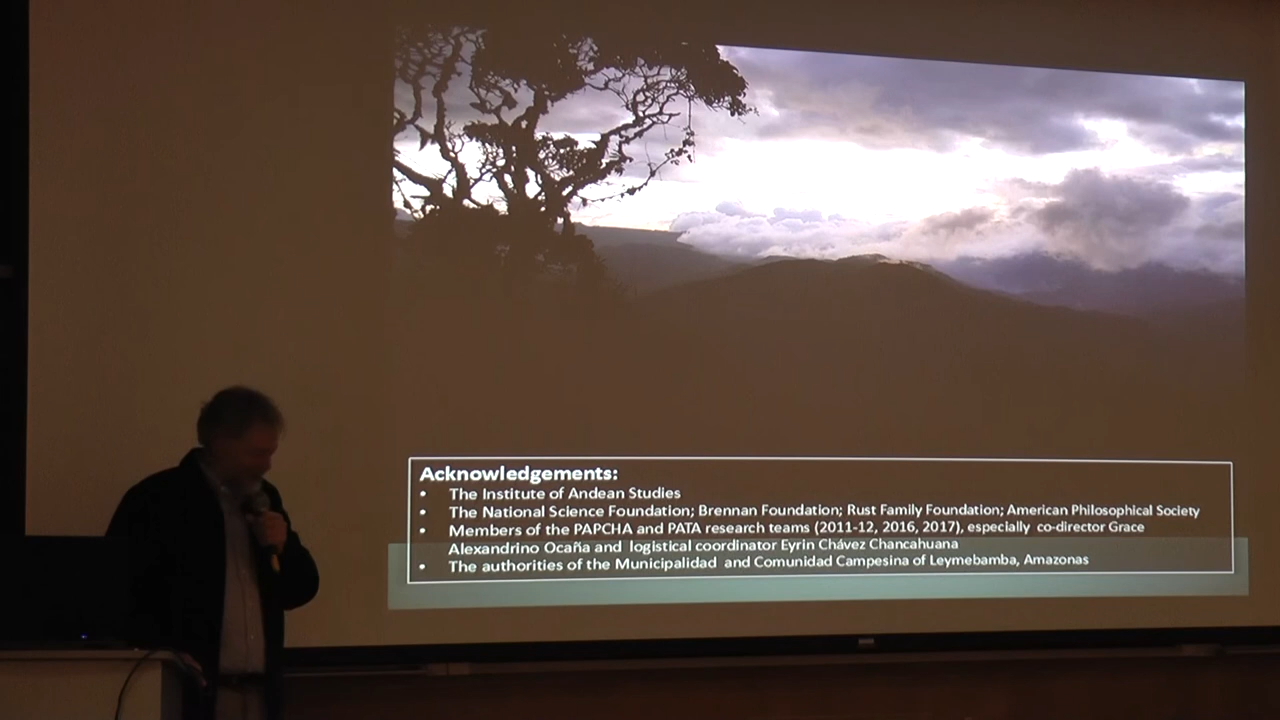 Acknowledgements:
• The Institute of Andean Studies
• The National Science Foundation; Brennan Foundation; Rust Family Foundation; American Philosophical Society
• Members of the PAPCHA and PATA research teams (2011-12, 2016, 2017), especially co-director Grace
Alexandrino Ocaña and logistical coordinator Eyrin Chávez Chancahuana
• The authorities of the Municipalidad and Comunidad Campesina of Leymebamba, Amazonas